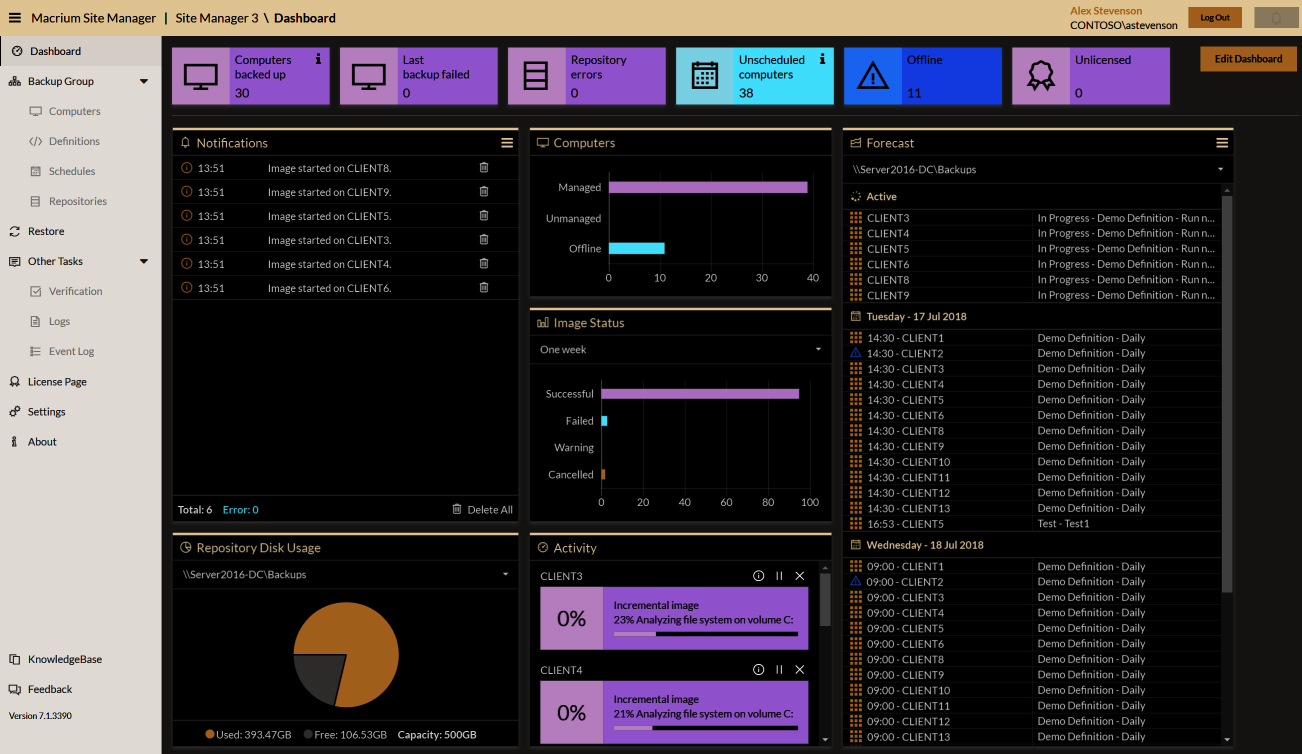 Macrium Site Manager | Site Manager 3 \ Dashboard
Alex Stevenson
CONTOSO\astevenson
Log Out
Dashboard
Backup Group
Computers
Definitions
Schedules
Repositories
Restore
Other Tasks
Verification
Logs
Event Log
License Page
Settings
About
KnowledgeBase
Feedback
Version 7.1.3390
Computers
backed up
30
Last
backup failed
0
Repository
errors
0
Unscheduled
computers
38
Offline
11
Unlicensed
0
Edit Dashboard
Notifications
13:51 Image started on CLIENT8.
13:51 Image started on CLIENT9.
13:51 Image started on CLIENT5.
13:51 Image started on CLIENT3.
13:51 Image started on CLIENT4.
13:51 Image started on CLIENT6.
Total: 6 Error: 0 Delete All
Computers
Managed
Unmanaged
Offline
0 10 20 30 40
Image Status
One week
Successful
Failed
Warning
Cancelled
0 20 40 60 80 100
Repository Disk Usage
\\Server2016-DC\Backups
Used: 393.47GB Free: 106.53GB Capacity: 500GB
Activity
CLIENT3
0%
Incremental image
23% Analyzing file system on volume C:
CLIENT4
0%
Incremental image
21% Analyzing file system on volume C:
Forecast
\\Server2016-DC\Backups
Active
CLIENT3 In Progress - Demo Definition - Run n...
CLIENT4 In Progress - Demo Definition - Run n...
CLIENT5 In Progress - Demo Definition - Run n...
CLIENT6 In Progress - Demo Definition - Run n...
CLIENT8 In Progress - Demo Definition - Run n...
CLIENT9 In Progress - Demo Definition - Run n...
Tuesday - 17 Jul 2018
14:30 - CLIENT1 Demo Definition - Daily
14:30 - CLIENT2 Demo Definition - Daily
14:30 - CLIENT3 Demo Definition - Daily
14:30 - CLIENT4 Demo Definition - Daily
14:30 - CLIENT5 Demo Definition - Daily
14:30 - CLIENT6 Demo Definition - Daily
14:30 - CLIENT8 Demo Definition - Daily
14:30 - CLIENT9 Demo Definition - Daily
14:30 - CLIENT10 Demo Definition - Daily
14:30 - CLIENT11 Demo Definition - Daily
14:30 - CLIENT12 Demo Definition - Daily
14:30 - CLIENT13 Demo Definition - Daily
16:53 - CLIENT5 Test - Test1
Wednesday - 18 Jul 2018
09:00 - CLIENT1 Demo Definition - Daily
09:00 - CLIENT2 Demo Definition - Daily
09:00 - CLIENT3 Demo Definition - Daily
09:00 - CLIENT4 Demo Definition - Daily
09:00 - CLIENT5 Demo Definition - Daily
09:00 - CLIENT6 Demo Definition - Daily
09:00 - CLIENT8 Demo Definition - Daily
09:00 - CLIENT9 Demo Definition - Daily
09:00 - CLIENT10 Demo Definition - Daily
09:00 - CLIENT11 Demo Definition - Daily
09:00 - CLIENT12 Demo Definition - Daily
09:00 - CLIENT13 Demo Definition - Daily